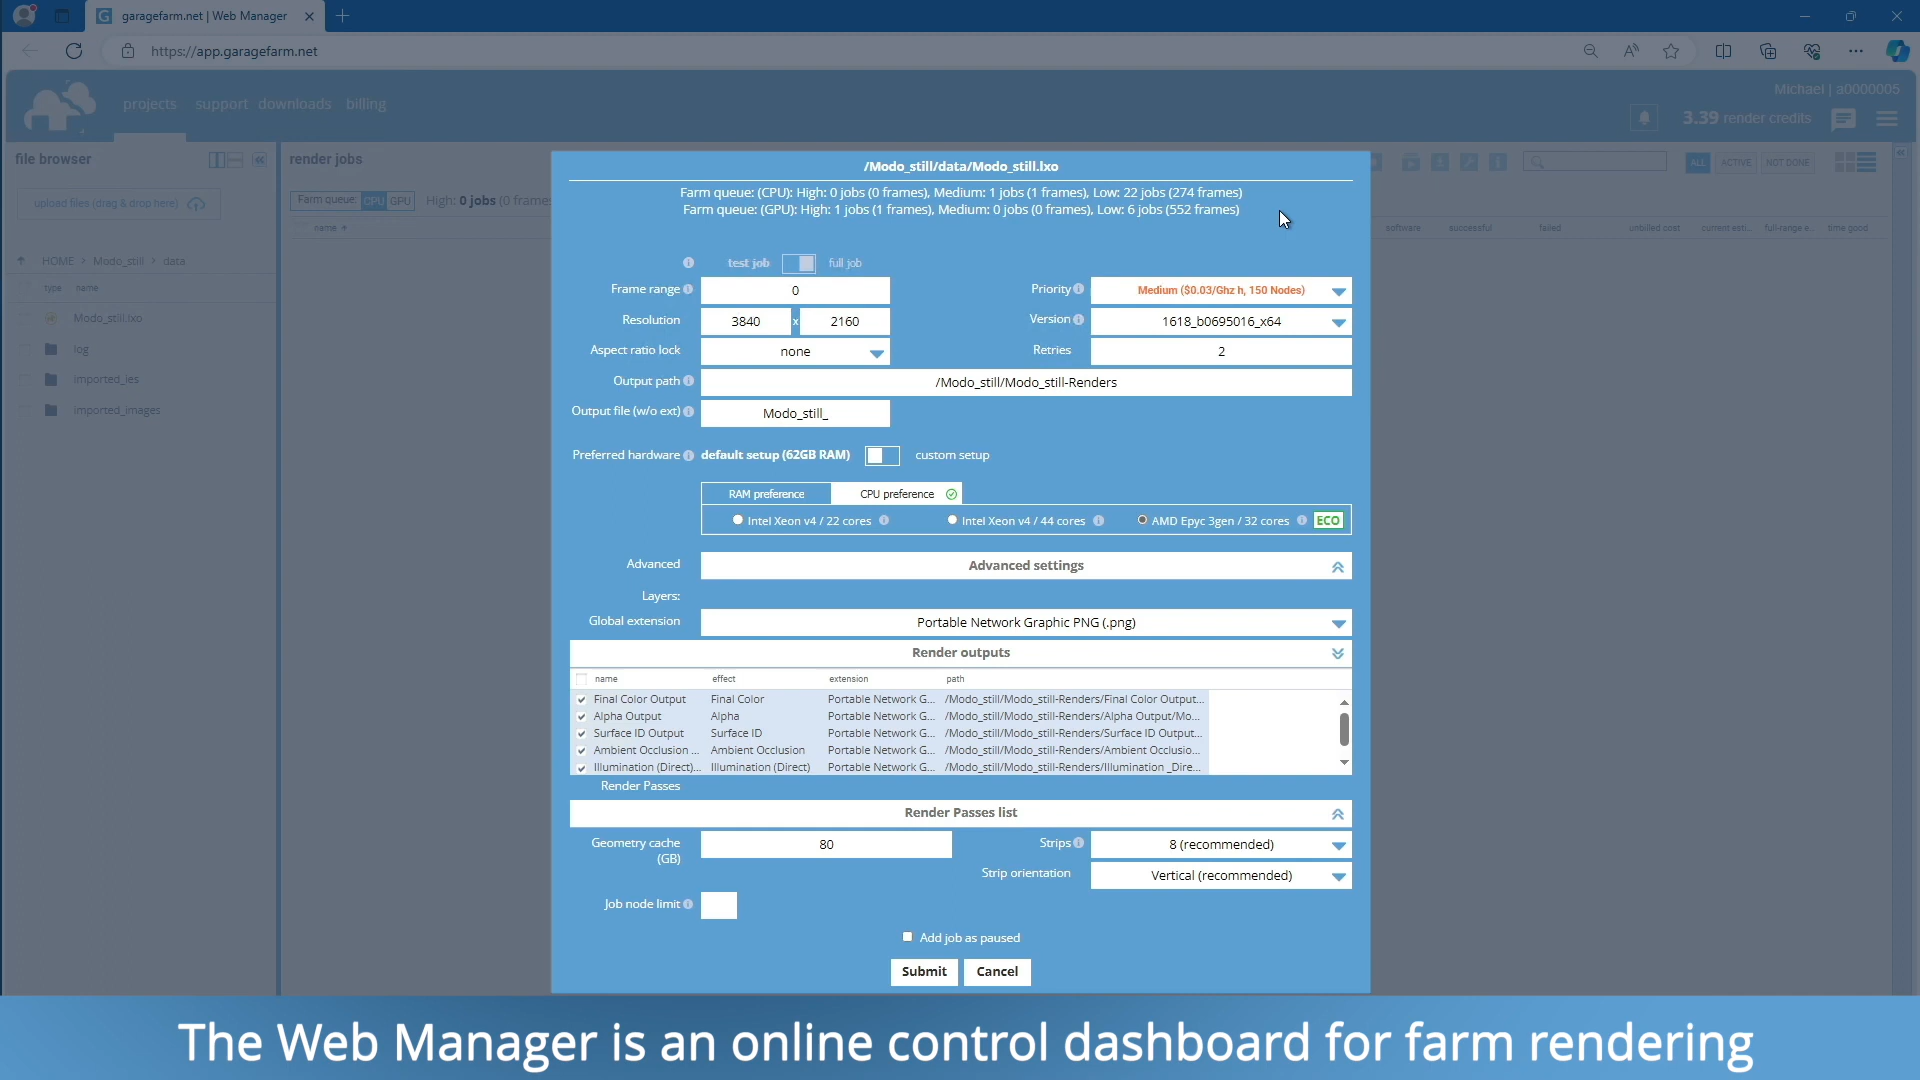 garagefarm.net | Web Manager
https://app.garagefarm.net
projects support downloads billing
Michael | a0000005
3.39 render credits
file browser
render jobs
ALL ACTIVE NOT DONE
upload files (drag & drop here)
Farm queue: CPU GPU High: 0 jobs (0 frames
name software successful failed unbilled cost current esti... full-range e... time good
HOME > Modo_still > data
type name
Modo_still.lxo
log
imported_ies
imported_images
/Modo_still/data/Modo_still.lxo
Farm queue: (CPU): High: 0 jobs (0 frames), Medium: 1 jobs (1 frames), Low: 22 jobs (274 frames)
Farm queue: (GPU): High: 1 jobs (1 frames), Medium: 0 jobs (0 frames), Low: 6 jobs (552 frames)
test job full job
Frame range 0 Priority Medium ($0.03/Ghz h, 150 Nodes)
Resolution 3840 x 2160 Version 1618_b0695016_x64
Aspect ratio lock none Retries 2
Output path /Modo_still/Modo_still-Renders
Output file (w/o ext) Modo_still_
Preferred hardware default setup (62GB RAM) custom setup
RAM preference CPU preference
Intel Xeon v4 / 22 cores Intel Xeon v4 / 44 cores AMD Epyc 3gen / 32 cores ECO
Advanced Advanced settings
Layers:
Global extension Portable Network Graphic PNG (.png)
Render outputs
name effect extension path
Final Color Output Final Color Portable Network G... /Modo_still/Modo_still-Renders/Final Color Output...
Alpha Output Alpha Portable Network G... /Modo_still/Modo_still-Renders/Alpha Output/Mo...
Surface ID Output Surface ID Portable Network G... /Modo_still/Modo_still-Renders/Surface ID Output...
Ambient Occlusion ... Ambient Occlusion Portable Network G... /Modo_still/Modo_still-Renders/Ambient Occlusio...
Illumination (Direct)... Illumination (Direct) Portable Network G... /Modo_still/Modo_still-Renders/Illumination _Dire...
Render Passes
Render Passes list
Geometry cache (GB) 80 Strips 8 (recommended)
Strip orientation Vertical (recommended)
Job node limit
Add job as paused
Submit Cancel
The Web Manager is an online control dashboard for farm rendering